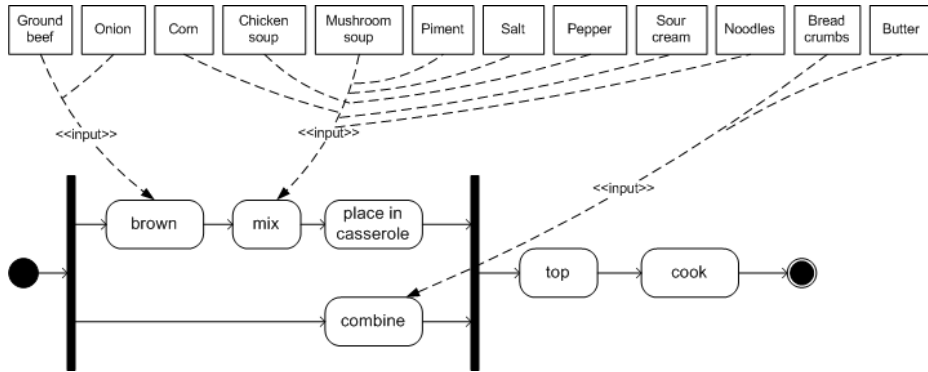 Ground
beef
Onion
Corn
Chicken
soup
Mushroom
soup
Piment
Salt
Pepper
Sour
cream
Noodles
Bread
crumbs
Butter
<<input>>
<<input>>
<<input>>
brown
mix
place in
casserole
top
cook
combine